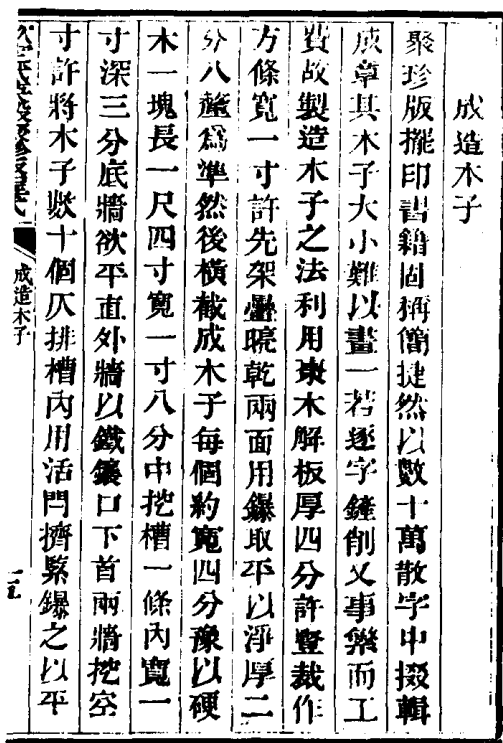 成造木子
聚珍版擺印書籍固稱簡捷然以數十萬散字中掇輯
成章其木子大小難以畫一若逐字鏟削又事繁而工
費故製造木子之法利用棗木解板厚四分許豎裁作
方條寬一寸許先架疊晾乾兩面用鑤取平以淨厚二
分八釐爲準然後橫截成木子每個約寬四分豫以硬
木一塊長一尺四寸寬一寸八分中挖槽一條內寬一
寸深三分底牆欲平直外牆以鐵鑲口下首兩牆挖空
寸許將木子數十個仄排槽內用活閂擠緊鑤之以平
成造木子